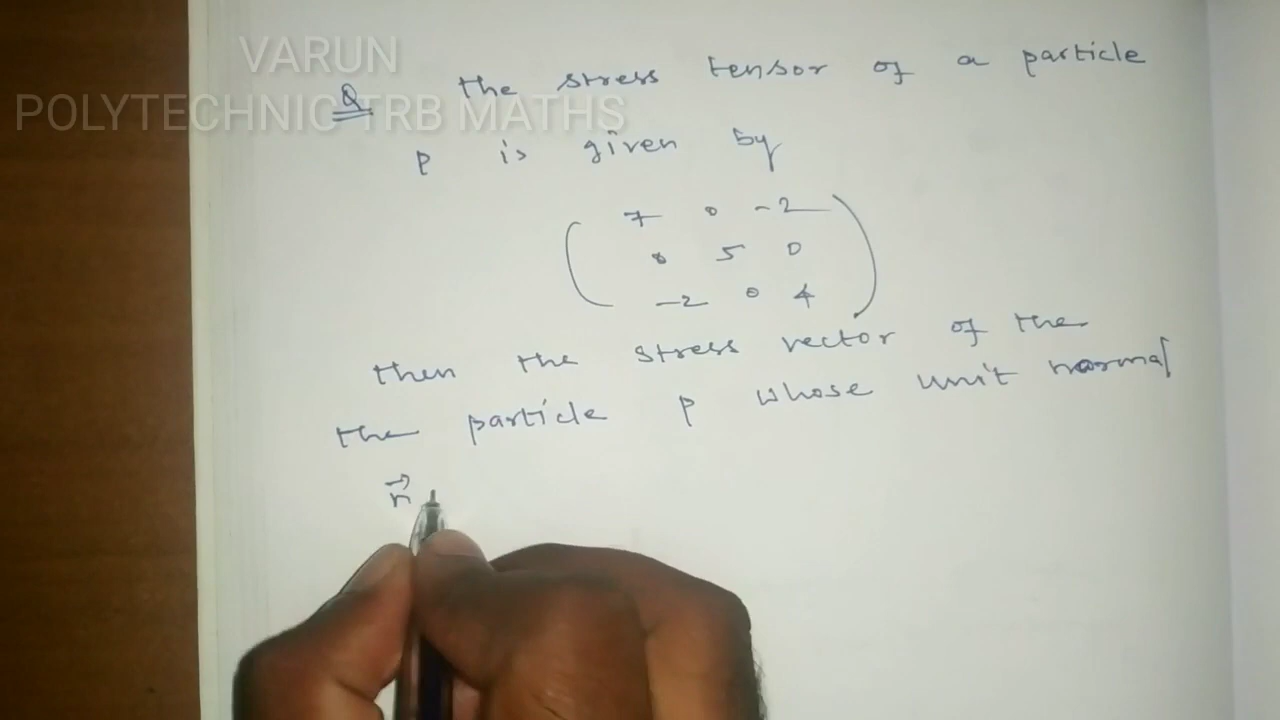 VARUN
POLYTECHNIC TRB MATHS
Q the stress tensor of a particle
P is given by
7 0 -2
0 5 0
-2 0 4
then the stress vector of the
the particle P whose unit normal
n⃗